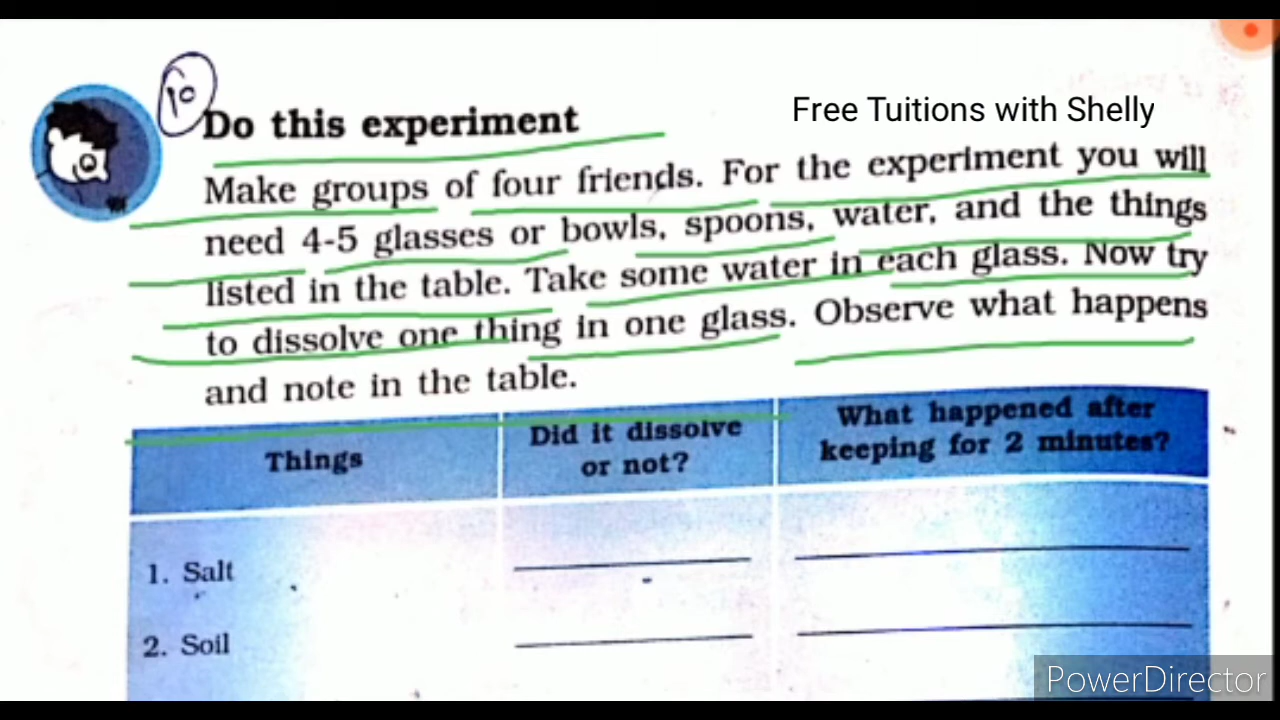 10
Do this experiment
Free Tuitions with Shelly
Make groups of four friends. For the experiment you will
need 4-5 glasses or bowls, spoons, water, and the things
listed in the table. Take some water in each glass. Now try
to dissolve one thing in one glass. Observe what happens
and note in the table.
Things
Did it dissolve
or not?
What happened after
keeping for 2 minutes?
1. Salt
2. Soil
PowerDirector